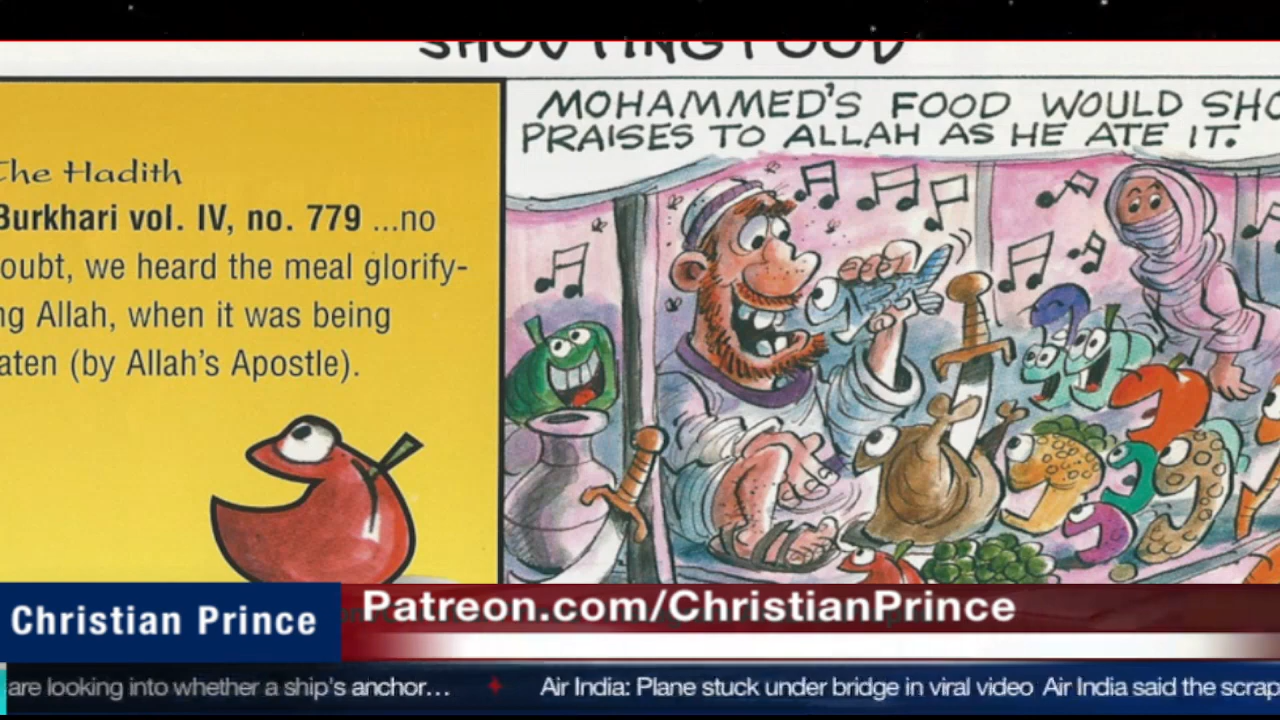 SHOUTING FOOD
The Hadith
Burkhari vol. IV, no. 779 ...no
oubt, we heard the meal glorify-
ng Allah, when it was being
aten (by Allah's Apostle).
MOHAMMED'S FOOD WOULD SHO
PRAISES TO ALLAH AS HE ATE IT.
Christian Prince
Patreon.com/ChristianPrince
are looking into whether a ship's anchor...
Air India: Plane stuck under bridge in viral video Air India said the scrap